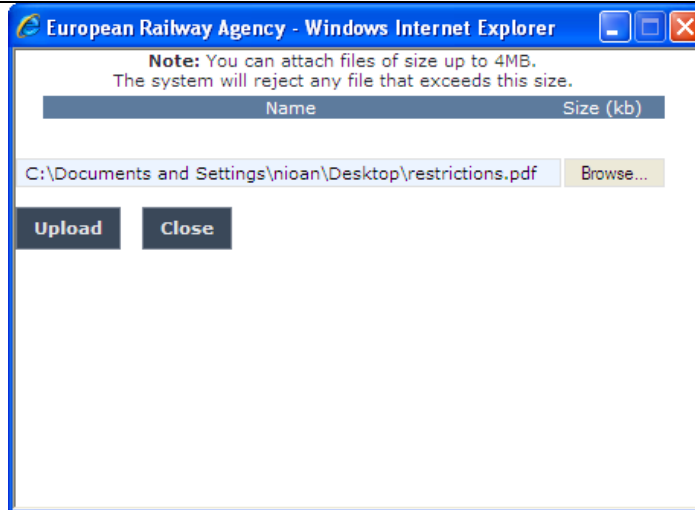 European Railway Agency - Windows Internet Explorer
Note: You can attach files of size up to 4MB.
The system will reject any file that exceeds this size.
Name Size (kb)
C:\Documents and Settings\nioan\Desktop\restrictions.pdf Browse...
Upload Close